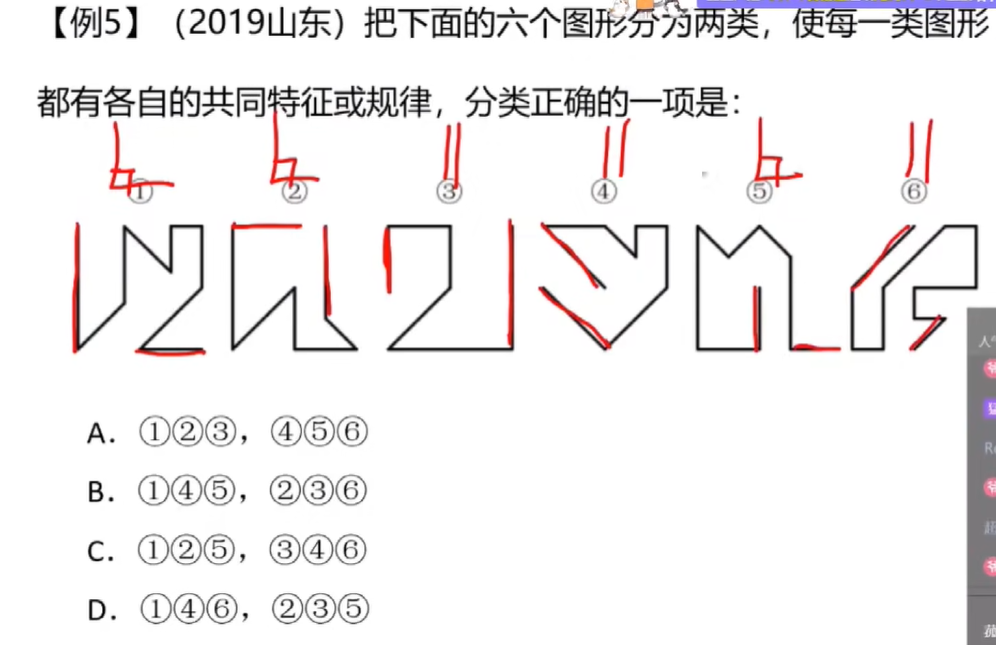 【例5】（2019山东）把下面的六个图形分为两类，使每一类图形
都有各自的共同特征或规律，分类正确的一项是：
① ② ③ ④ ⑤ ⑥
A. ①②③，④⑤⑥
B. ①④⑤，②③⑥
C. ①②⑤，③④⑥
D. ①④⑥，②③⑤